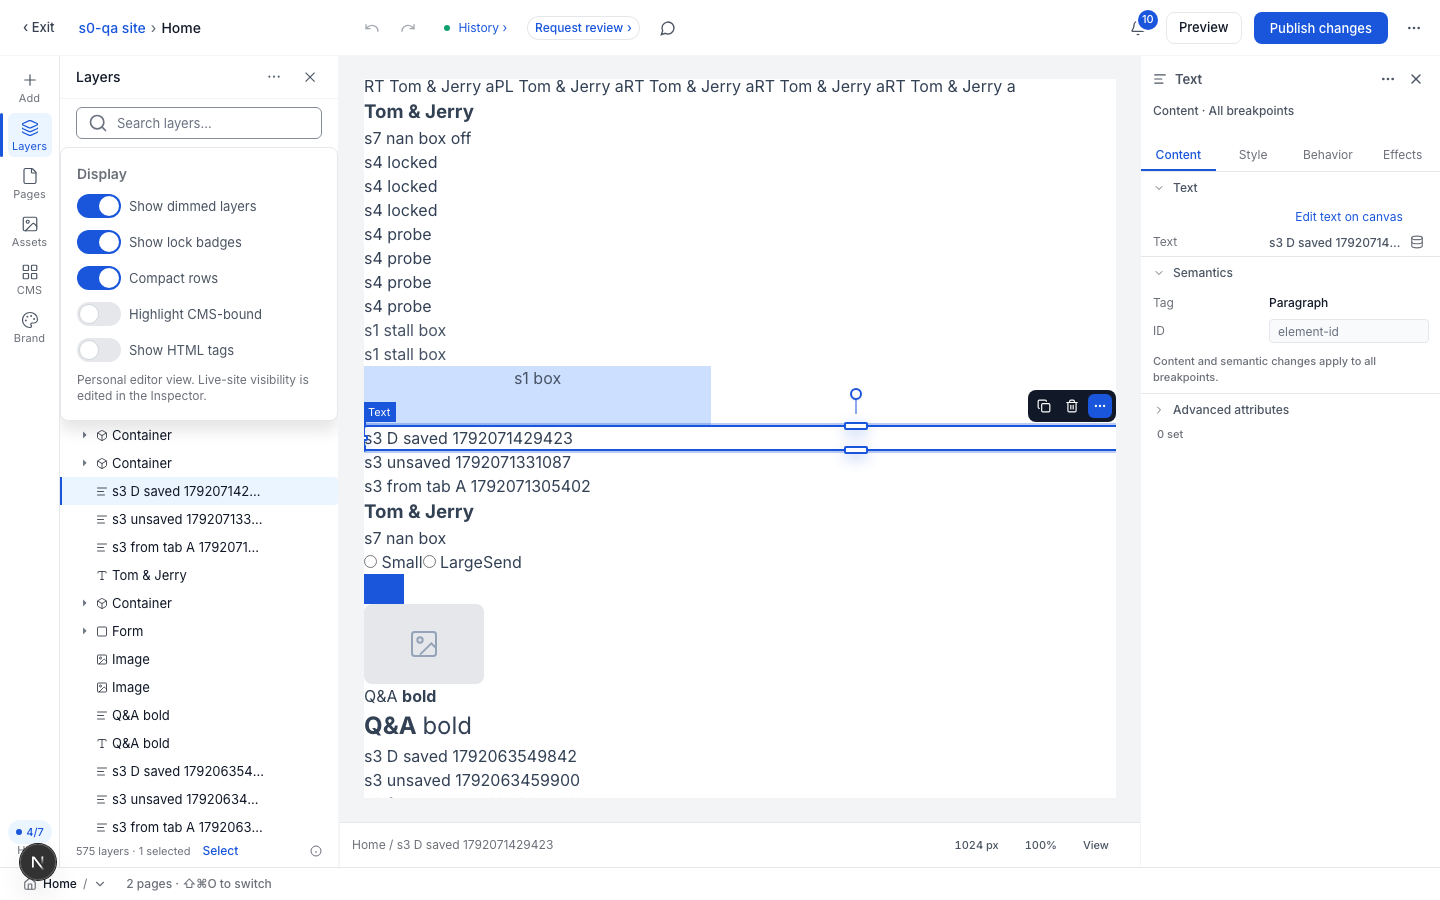 ‹ Exit
s0-qa site › Home
History ›
Request review ›
10
Preview
Publish changes
Add
Layers
Pages
Assets
CMS
Brand
4/7
N
Layers
Search layers...
Display
Show dimmed layers
Show lock badges
Compact rows
Highlight CMS-bound
Show HTML tags
Personal editor view. Live-site visibility is
edited in the Inspector.
Container
Container
s3 D saved 179207142...
s3 unsaved 179207133...
s3 from tab A 1792071...
Tom & Jerry
Container
Form
Image
Image
Q&A bold
Q&A bold
s3 D saved 179206354...
s3 unsaved 17920634...
s3 from tab A 1792063...
575 layers · 1 selected Select
RT Tom & Jerry aPL Tom & Jerry aRT Tom & Jerry aRT Tom & Jerry aRT Tom & Jerry a
Tom & Jerry
s7 nan box off
s4 locked
s4 locked
s4 locked
s4 probe
s4 probe
s4 probe
s4 probe
s1 stall box
s1 stall box
s1 box
Text
s3 D saved 1792071429423
s3 unsaved 1792071331087
s3 from tab A 1792071305402
Tom & Jerry
s7 nan box
Small LargeSend
Q&A bold
Q&A bold
s3 D saved 1792063549842
s3 unsaved 1792063459900
Home / s3 D saved 1792071429423
1024 px 100% View
Text
Content · All breakpoints
Content Style Behavior Effects
Text
Edit text on canvas
Text s3 D saved 17920714...
Semantics
Tag Paragraph
ID element-id
Content and semantic changes apply to all
breakpoints.
Advanced attributes
0 set
Home /
2 pages · ⇧⌘O to switch